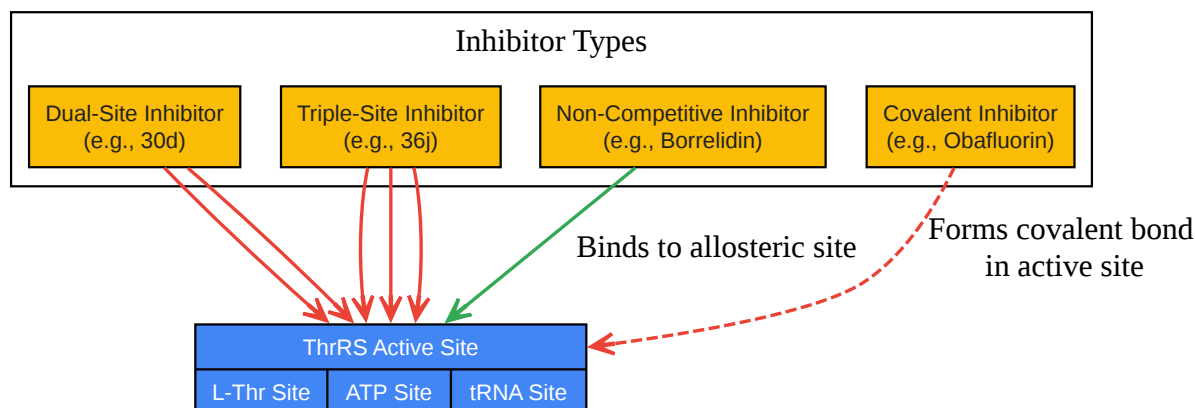 Inhibitor Types
Dual-Site Inhibitor
(e.g., 30d)
Triple-Site Inhibitor
(e.g., 36j)
Non-Competitive Inhibitor
(e.g., Borrelidin)
Covalent Inhibitor
(e.g., Obafluorin)
Binds to allosteric site
Forms covalent bond
in active site
ThrRS Active Site
L-Thr Site
ATP Site
tRNA Site